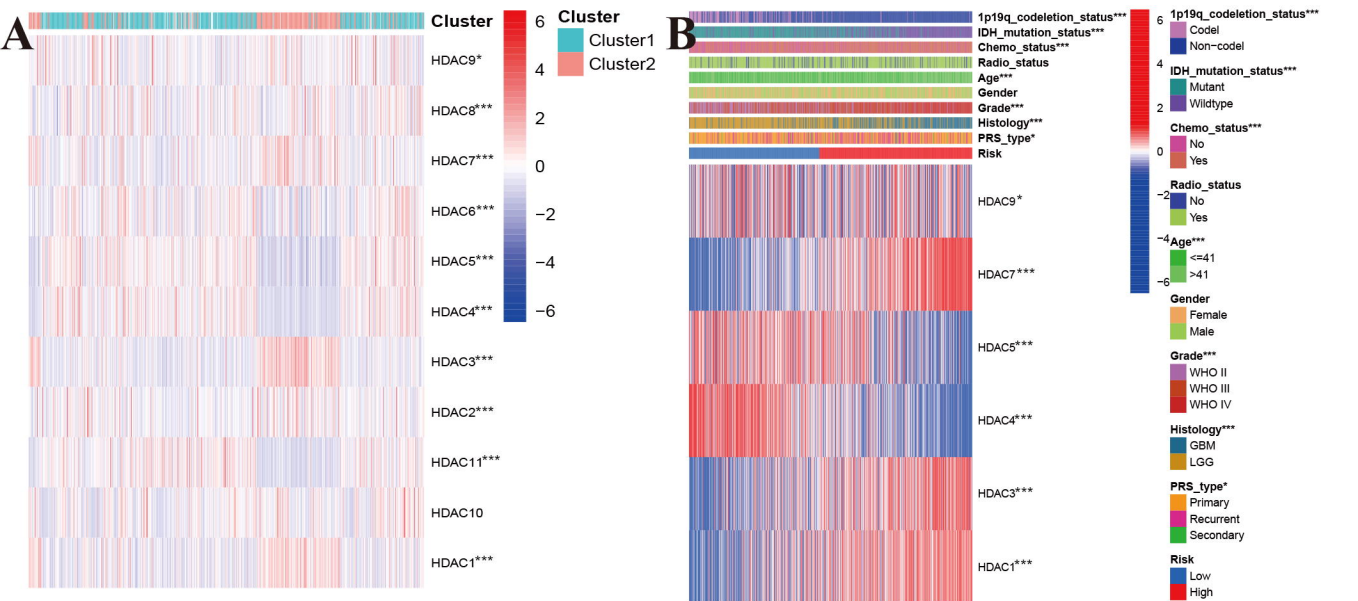 A
Cluster
HDAC9*
HDAC8***
HDAC7***
HDAC6***
HDAC5***
HDAC4***
HDAC3***
HDAC2***
HDAC11***
HDAC10
HDAC1***
6
4
2
0
−2
−4
−6
Cluster
Cluster1
Cluster2
B
1p19q_codeletion_status***
IDH_mutation_status***
Chemo_status***
Radio_status
Age***
Gender
Grade***
Histology***
PRS_type*
Risk
HDAC9*
HDAC7***
HDAC5***
HDAC4***
HDAC3***
HDAC1***
6
4
2
0
−2
−4
−6
1p19q_codeletion_status***
Codel
Non−codel
IDH_mutation_status***
Mutant
Wildtype
Chemo_status***
No
Yes
Radio_status
No
Yes
Age***
<=41
>41
Gender
Female
Male
Grade***
WHO II
WHO III
WHO IV
Histology***
GBM
LGG
PRS_type*
Primary
Recurrent
Secondary
Risk
Low
High